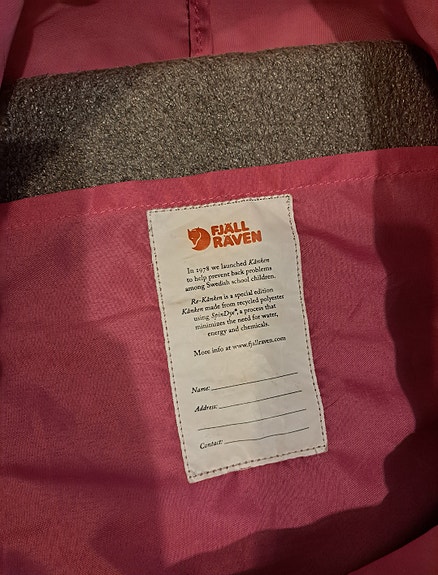 FJÄLL
RÄVEN
In 1978 we launched Kånken
to help prevent back problems
among Swedish school children.
Re-Kånken is a special edition
Kånken made from recycled polyester
using SpinDye®, a process that
minimizes the need for water,
energy and chemicals.
More info at www.fjallraven.com
Name:
Address:
Contact: